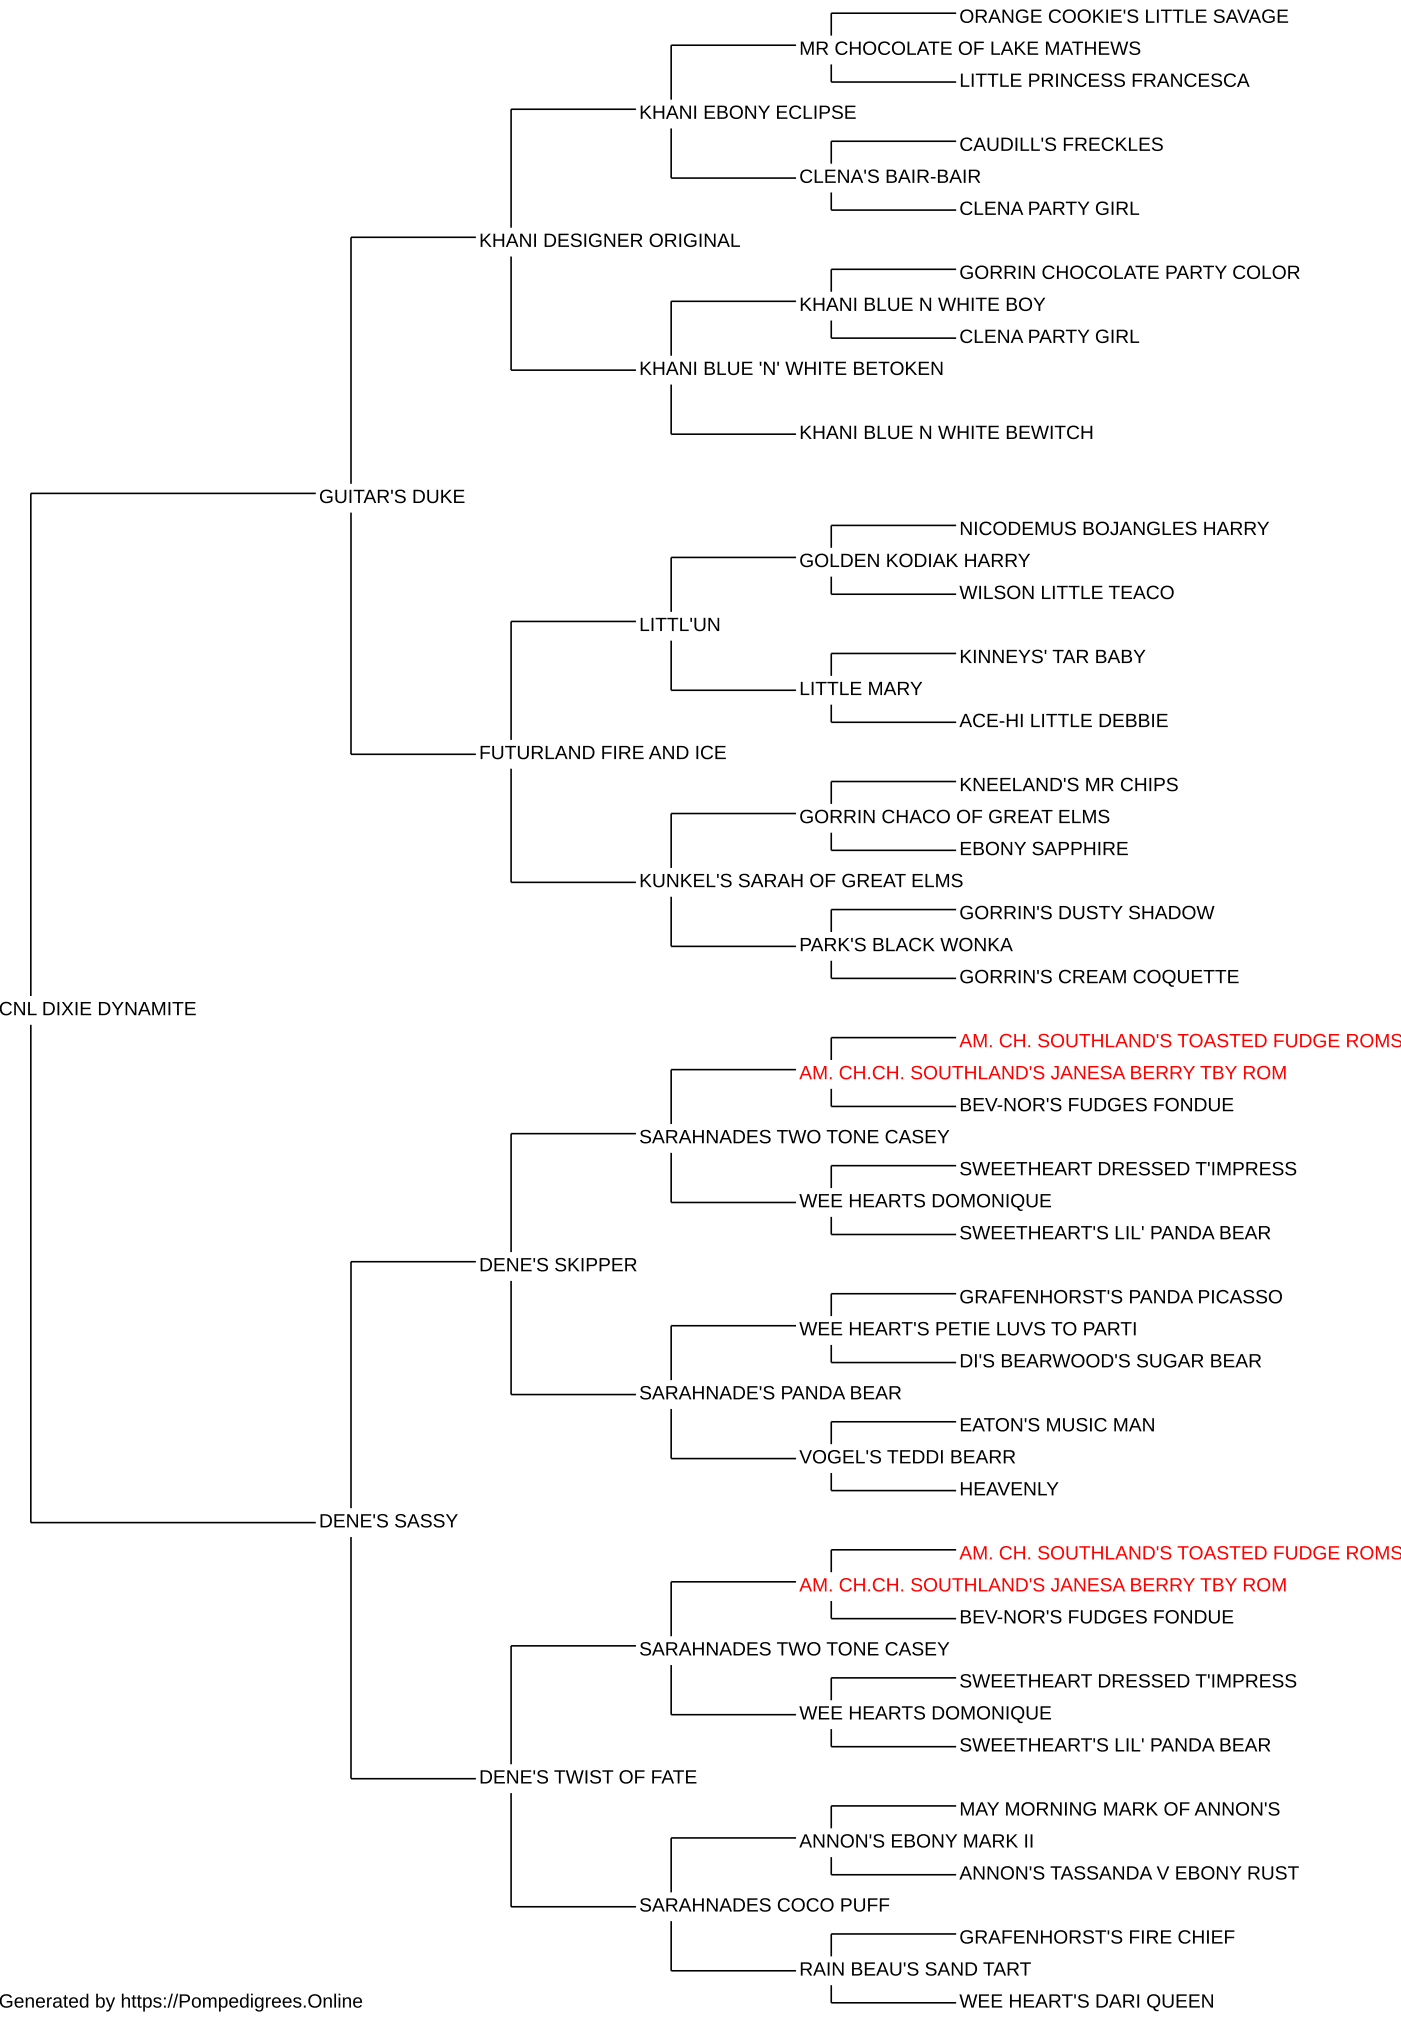 ORANGE COOKIE'S LITTLE SAVAGE
MR CHOCOLATE OF LAKE MATHEWS
LITTLE PRINCESS FRANCESCA
KHANI EBONY ECLIPSE
CAUDILL'S FRECKLES
CLENA'S BAIR-BAIR
CLENA PARTY GIRL
KHANI DESIGNER ORIGINAL
GORRIN CHOCOLATE PARTY COLOR
KHANI BLUE N WHITE BOY
CLENA PARTY GIRL
KHANI BLUE 'N' WHITE BETOKEN
KHANI BLUE N WHITE BEWITCH
GUITAR'S DUKE
NICODEMUS BOJANGLES HARRY
GOLDEN KODIAK HARRY
WILSON LITTLE TEACO
LITTL'UN
KINNEYS' TAR BABY
LITTLE MARY
ACE-HI LITTLE DEBBIE
FUTURLAND FIRE AND ICE
KNEELAND'S MR CHIPS
GORRIN CHACO OF GREAT ELMS
EBONY SAPPHIRE
KUNKEL'S SARAH OF GREAT ELMS
GORRIN'S DUSTY SHADOW
PARK'S BLACK WONKA
GORRIN'S CREAM COQUETTE
CNL DIXIE DYNAMITE
AM. CH. SOUTHLAND'S TOASTED FUDGE ROMS
AM. CH.CH. SOUTHLAND'S JANESA BERRY TBY ROM
BEV-NOR'S FUDGES FONDUE
SARAHNADES TWO TONE CASEY
SWEETHEART DRESSED T'IMPRESS
WEE HEARTS DOMONIQUE
SWEETHEART'S LIL' PANDA BEAR
DENE'S SKIPPER
GRAFENHORST'S PANDA PICASSO
WEE HEART'S PETIE LUVS TO PARTI
DI'S BEARWOOD'S SUGAR BEAR
SARAHNADE'S PANDA BEAR
EATON'S MUSIC MAN
VOGEL'S TEDDI BEARR
HEAVENLY
DENE'S SASSY
AM. CH. SOUTHLAND'S TOASTED FUDGE ROMS
AM. CH.CH. SOUTHLAND'S JANESA BERRY TBY ROM
BEV-NOR'S FUDGES FONDUE
SARAHNADES TWO TONE CASEY
SWEETHEART DRESSED T'IMPRESS
WEE HEARTS DOMONIQUE
SWEETHEART'S LIL' PANDA BEAR
DENE'S TWIST OF FATE
MAY MORNING MARK OF ANNON'S
ANNON'S EBONY MARK II
ANNON'S TASSANDA V EBONY RUST
SARAHNADES COCO PUFF
GRAFENHORST'S FIRE CHIEF
RAIN BEAU'S SAND TART
WEE HEART'S DARI QUEEN
Generated by https://Pompedigrees.Online